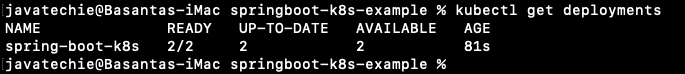 javatechie@Basantas-iMac springboot-k8s-example % kubectl get deployments
NAME READY UP-TO-DATE AVAILABLE AGE
spring-boot-k8s 2/2 2 2 81s
javatechie@Basantas-iMac springboot-k8s-example %